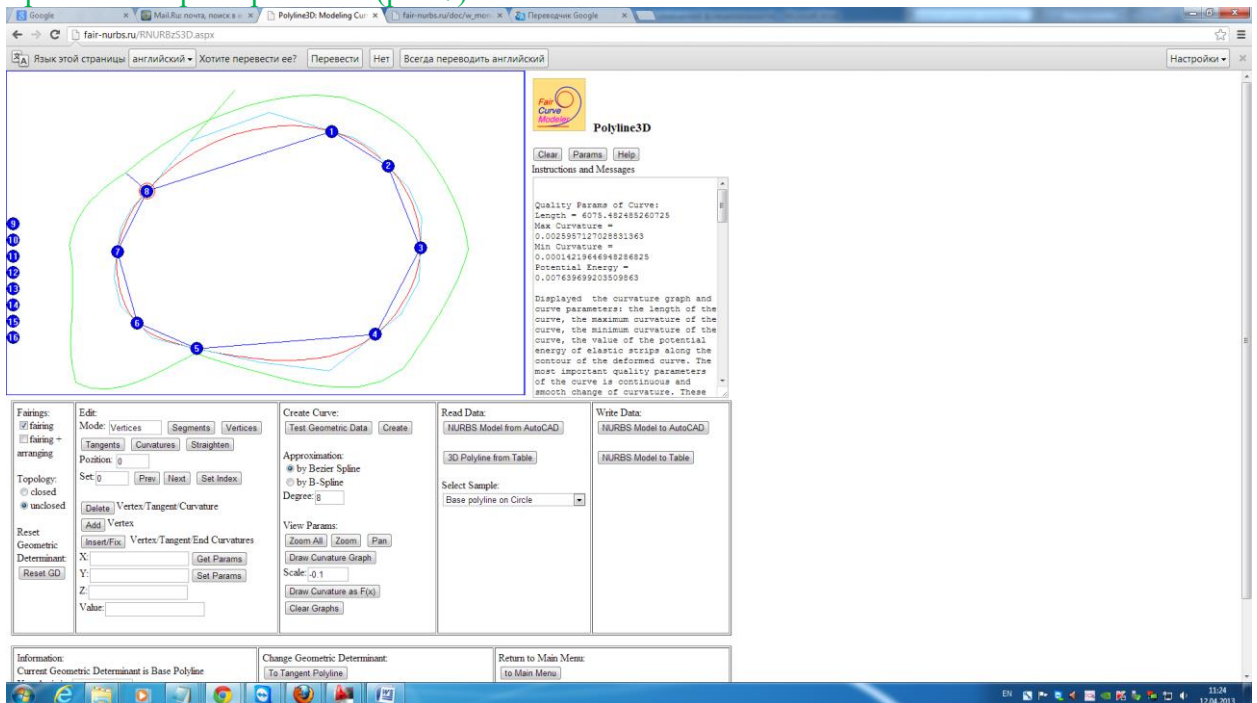 Google
Mail.Ru: почта, поиск в и
Polyline3D: Modeling Cur
fair-nurbs.ru/doc/w_mon
Переводчик Google
fair-nurbs.ru/RNURBzS3D.aspx
Язык этой страницы английский Хотите перевести ее? Перевести Нет Всегда переводить английский Настройки
1
2
3
4
5
6
7
8
9
10
11
12
13
14
15
16
Fair
Curve
Modeler
Polyline3D
Clear Params Help
Instructions and Messages
Quality Params of Curve:
Length = 6075.482485260725
Max Curvature =
0.0025957127028831363
Min Curvature =
0.00014219646948286825
Potential Energy =
0.007639699203509863
Displayed the curvature graph and
curve parameters: the length of the
curve, the maximum curvature of the
curve, the minimum curvature of the
curve, the value of the potential
energy of elastic strips along the
contour of the deformed curve. The
most important quality parameters
of the curve is continuous and
smooth change of curvature. These
Fairings:
fairing
fairing +
arranging
Topology:
closed
unclosed
Reset
Geometric
Determinant:
Reset GD
Edit:
Mode: Vertices Segments Vertices
Tangents Curvatures Straighten
Pozition: 0
Set: 0 Prev Next Set Index
Delete Vertex/Tangent/Curvature
Add Vertex
Insert/Fix Vertex/Tangent/End Curvatures
X: Get Params
Y: Set Params
Z:
Value:
Create Curve:
Test Geometric Data Create
Approximation:
by Bezier Spline
by B-Spline
Degree: 8
View Params:
Zoom All Zoom Pan
Draw Curvature Graph
Scale: -0.1
Draw Curvature as F(x)
Clear Graphs
Read Data:
NURBS Model from AutoCAD
3D Polyline from Table
Select Sample:
Base polyline on Circle
Write Data:
NURBS Model to AutoCAD
NURBS Model to Table
Information:
Current Geometric Determinant is Base Polyline
Change Geometric Determinant:
To Tangent Polyline
Return to Main Menu:
to Main Menu
EN 11:24
12.04.2013